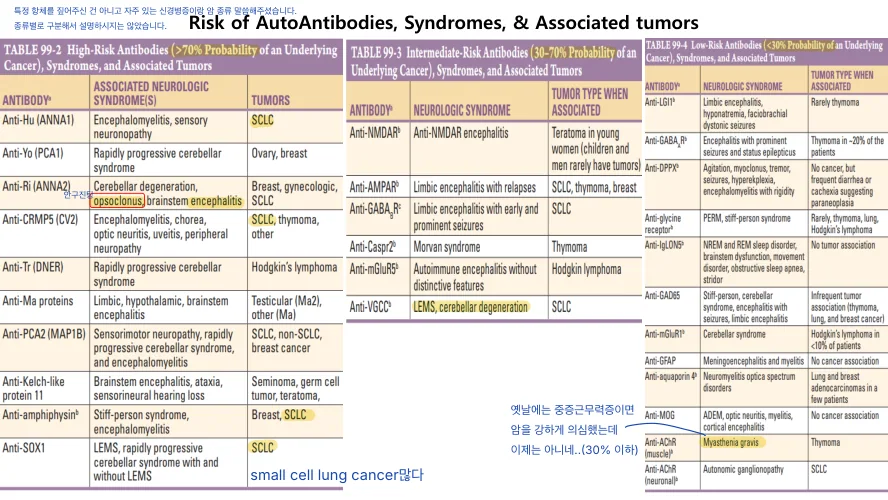 특정 항체를 짚어주신 건 아니고 자주 있는 신경병증이랑 암 종류 말씀해주셨습니다.
종류별로 구분해서 설명하시지는 않았습니다.
Risk of AutoAntibodies, Syndromes, & Associated tumors
TABLE 99-2 High-Risk Antibodies (>70% Probability of an Underlying
Cancer), Syndromes, and Associated Tumors
ANTIBODYᵃ
ASSOCIATED NEUROLOGIC
SYNDROME(S)
TUMORS
Anti-Hu (ANNA1)
Encephalomyelitis, sensory
neuronopathy
SCLC
Anti-Yo (PCA1)
Rapidly progressive cerebellar
syndrome
Ovary, breast
Anti-Ri (ANNA2)
안구진탕
Cerebellar degeneration,
opsoclonus, brainstem encephalitis
Breast, gynecologic,
SCLC
Anti-CRMP5 (CV2)
Encephalomyelitis, chorea,
optic neuritis, uveitis, peripheral
neuropathy
SCLC, thymoma,
other
Anti-Tr (DNER)
Rapidly progressive cerebellar
syndrome
Hodgkin's lymphoma
Anti-Ma proteins
Limbic, hypothalamic, brainstem
encephalitis
Testicular (Ma2),
other (Ma)
Anti-PCA2 (MAP1B)
Sensorimotor neuropathy, rapidly
progressive cerebellar syndrome,
and encephalomyelitis
SCLC, non-SCLC,
breast cancer
Anti-Kelch-like
protein 11
Brainstem encephalitis, ataxia,
sensorineural hearing loss
Seminoma, germ cell
tumor, teratoma,
Anti-amphiphysinᵇ
Stiff-person syndrome,
encephalomyelitis
Breast, SCLC
Anti-SOX1
LEMS, rapidly progressive
cerebellar syndrome with and
without LEMS
SCLC
small cell lung cancer많다
TABLE 99-3 Intermediate-Risk Antibodies (30–70% Probability of an
Underlying Cancer), Syndromes, and Associated Tumors
ANTIBODYᵇ
NEUROLOGIC SYNDROME
TUMOR TYPE WHEN
ASSOCIATED
Anti-NMDARᵇ
Anti-NMDAR encephalitis
Teratoma in young
women (children and
men rarely have tumors)
Anti-AMPARᵇ
Limbic encephalitis with relapses
SCLC, thymoma, breast
Anti-GABABRᶜ
Limbic encephalitis with early and
prominent seizures
SCLC
Anti-Caspr2ᵇ
Morvan syndrome
Thymoma
Anti-mGluR5ᵇ
Autoimmune encephalitis without
distinctive features
Hodgkin lymphoma
Anti-VGCCᵇ
LEMS, cerebellar degeneration
SCLC
옛날에는 중증근무력증이면
암을 강하게 의심했는데
이제는 아니네..(30% 이하)
TABLE 99-4 Low-Risk Antibodies (<30% Probability of an Underlying
Cancer), Syndromes, and Associated Tumors
ANTIBODYᵃ
NEUROLOGIC SYNDROME
TUMOR TYPE WHEN
ASSOCIATED
Anti-LGI1ᵇ
Limbic encephalitis,
hyponatremia, faciobrachial
dystonic seizures
Rarely thymoma
Anti-GABAARᵇ
Encephalitis with prominent
seizures and status epilepticus
Thymoma in ~20% of the
patients
Anti-DPPXᵇ
Agitation, myoclonus, tremor,
seizures, hyperekplexia,
encephalomyelitis with rigidity
No cancer, but
frequent diarrhea or
cachexia suggesting
paraneoplasia
Anti-glycine
receptorᵇ
PERM, stiff-person syndrome
Rarely, thymoma, lung,
Hodgkin's lymphoma
Anti-IgLON5ᵇ
NREM and REM sleep disorder,
brainstem dysfunction, movement
disorder, obstructive sleep apnea,
stridor
No tumor association
Anti-GAD65
Stiff-person, cerebellar
syndrome, encephalitis with
seizures, limbic encephalitis
Infrequent tumor
association (thymoma,
lung, and breast cancer)
Anti-mGluR1ᵇ
Cerebellar syndrome
Hodgkin's lymphoma in
<10% of patients
Anti-GFAP
Meningoencephalitis and myelitis
No cancer association
Anti-aquaporin 4ᵇ
Neuromyelitis optica spectrum
disorders
Lung and breast
adenocarcinomas in a
few patients
Anti-MOG
ADEM, optic neuritis, myelitis,
cortical encephalitis
No cancer association
Anti-AChR
(muscle)ᵇ
Myasthenia gravis
Thymoma
Anti-AChR
(neuronal)ᵇ
Autonomic ganglionopathy
SCLC